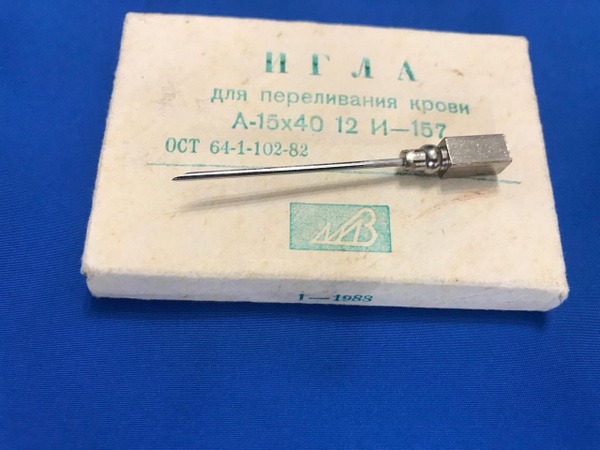 ИГЛА
для переливания крови
А-15х40 12 И-157
ОСТ 64-1-102-82
I-1988